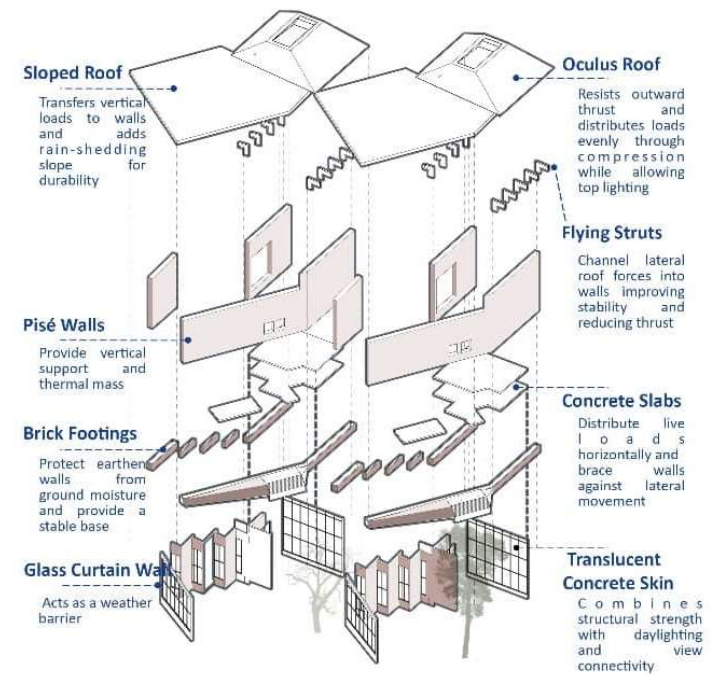 Sloped Roof
Transfers vertical
loads to walls
and adds
rain-shedding
slope for
durability
Oculus Roof
Resists outward
thrust and
distributes loads
evenly through
compression
while allowing
top lighting
Flying Struts
Channel lateral
roof forces into
walls improving
stability and
reducing thrust
Pisé Walls
Provide vertical
support and
thermal mass
Concrete Slabs
Distribute live
loads
horizontally and
brace walls
against lateral
movement
Brick Footings
Protect earthen
walls from
ground moisture
and provide a
stable base
Glass Curtain Wall
Acts as a weather
barrier
Translucent
Concrete Skin
Combines
structural strength
with daylighting
and view
connectivity